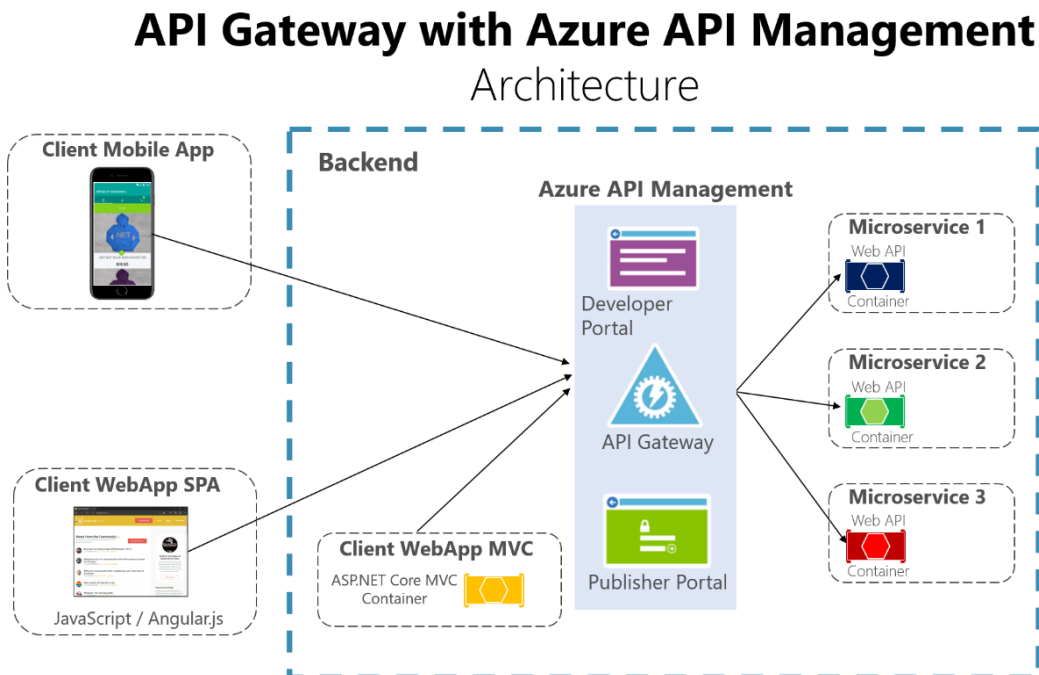 API Gateway with Azure API Management
Architecture
Client Mobile App
.NET
Backend
Azure API Management
Developer
Portal
API Gateway
Publisher Portal
Microservice 1
Web API
Container
Microservice 2
Web API
Container
Microservice 3
Web API
Container
Client WebApp SPA
JavaScript / Angular.js
Client WebApp MVC
ASP.NET Core MVC
Container